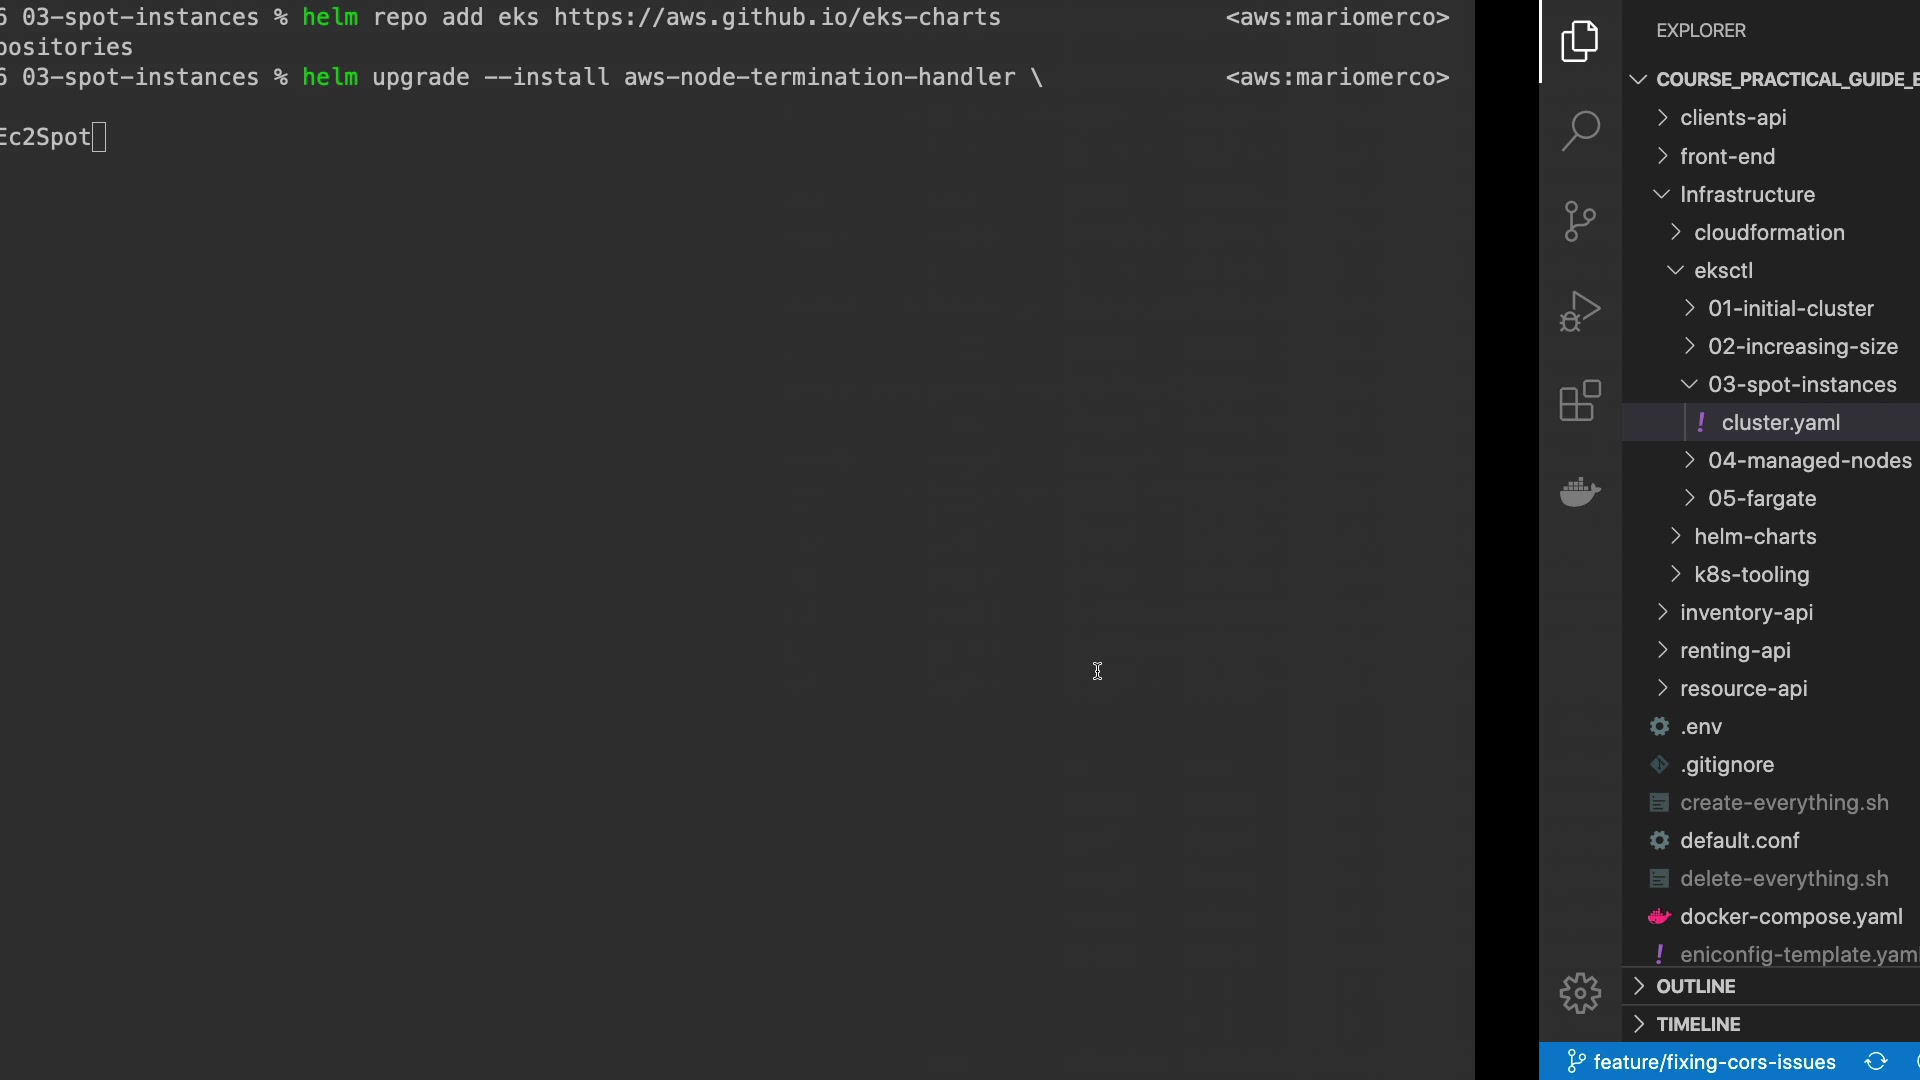 6 03-spot-instances % helm repo add eks https://aws.github.io/eks-charts <aws:mariomerco>
positories
6 03-spot-instances % helm upgrade --install aws-node-termination-handler \ <aws:mariomerco>
Ec2Spot
EXPLORER
COURSE_PRACTICAL_GUIDE_E
clients-api
front-end
Infrastructure
cloudformation
eksctl
01-initial-cluster
02-increasing-size
03-spot-instances
! cluster.yaml
04-managed-nodes
05-fargate
helm-charts
k8s-tooling
inventory-api
renting-api
resource-api
.env
.gitignore
create-everything.sh
default.conf
delete-everything.sh
docker-compose.yaml
! eniconfig-template.yaml
OUTLINE
TIMELINE
feature/fixing-cors-issues